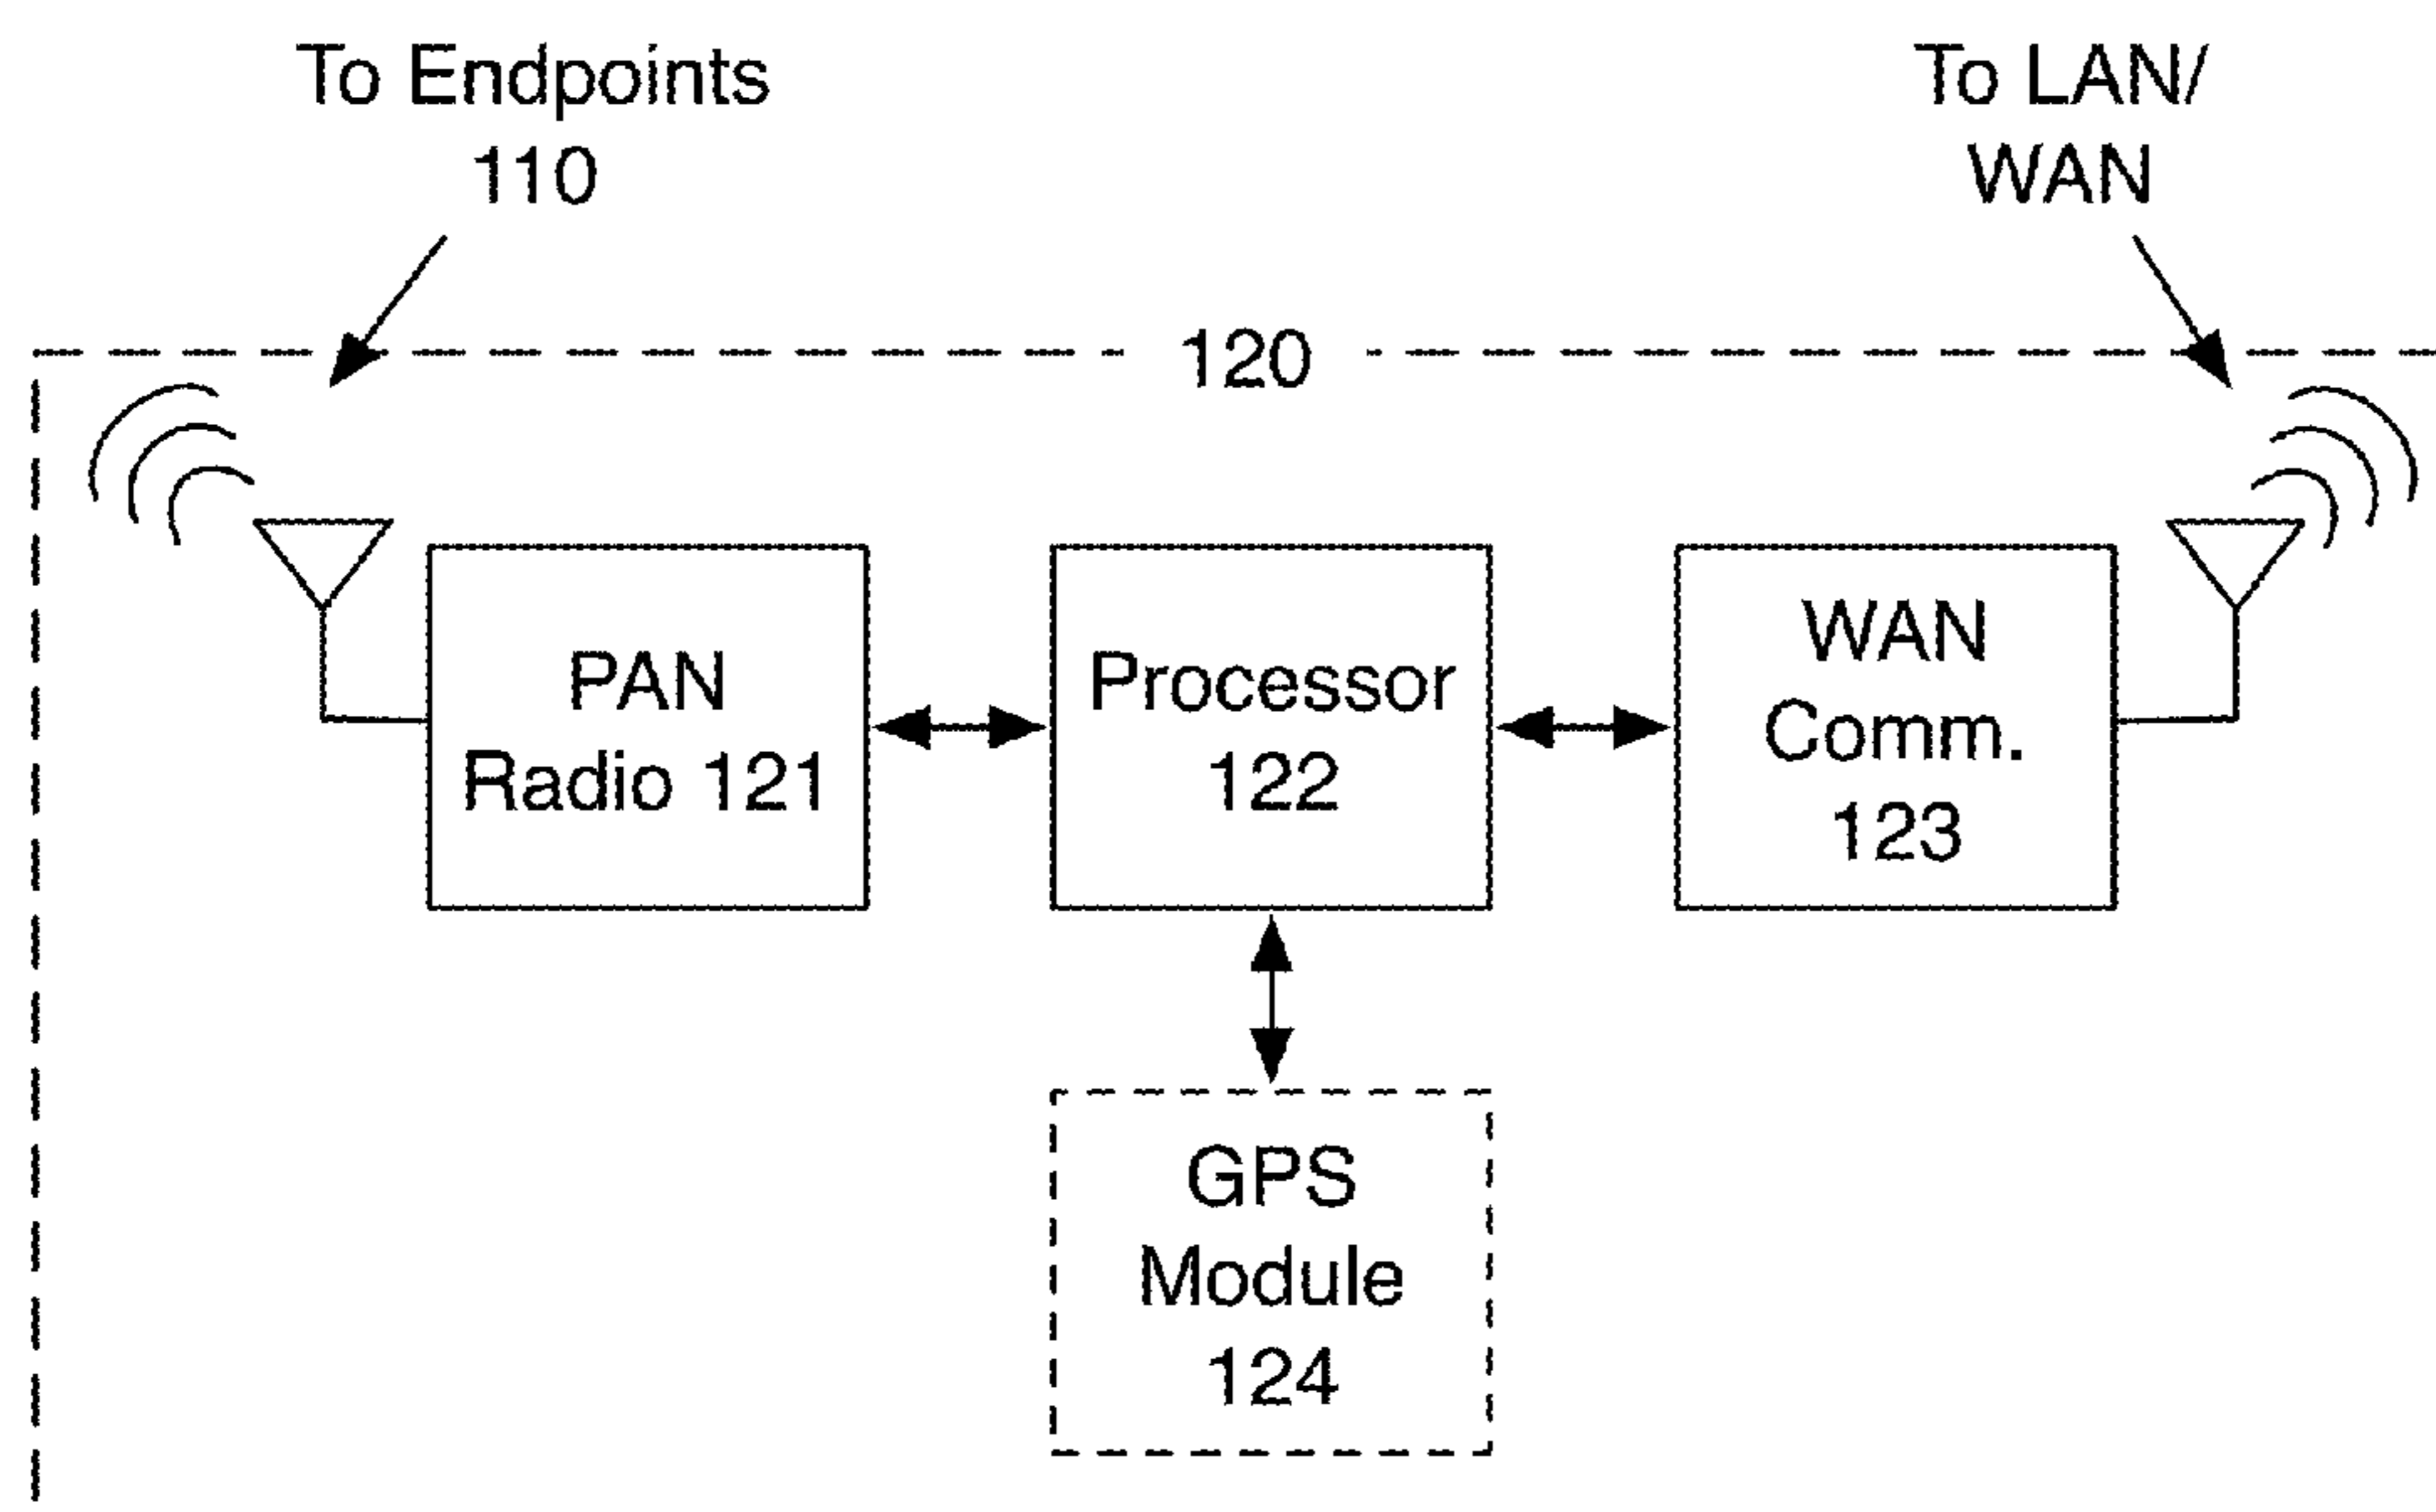 To Endpoints
110
To LAN/
WAN
120
PAN
Radio 121
Processor
122
WAN
Comm.
123
GPS
Module
124